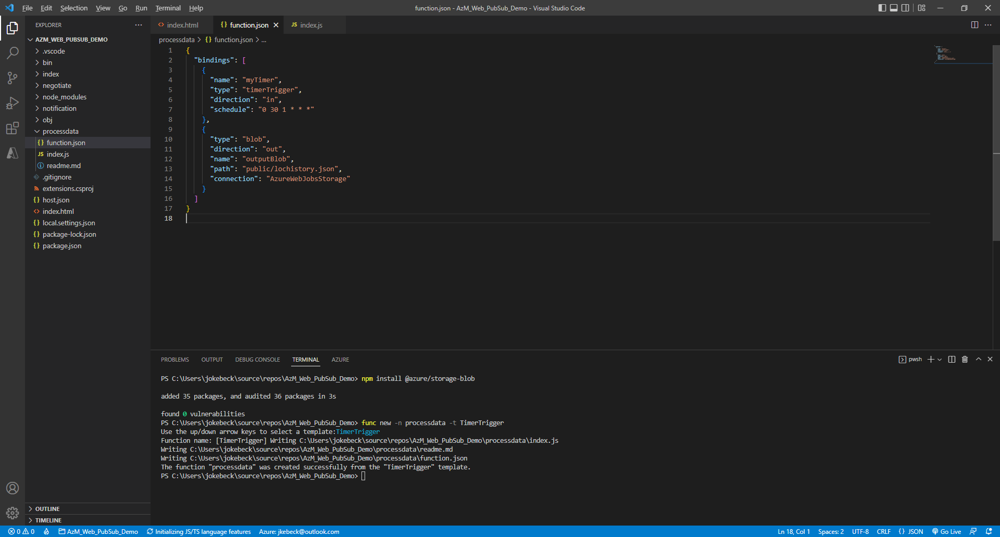 File Edit Selection View Go Run Terminal Help
function.json - AzM_Web_PubSub_Demo - Visual Studio Code
EXPLORER
AZM_WEB_PUBSUB_DEMO
.vscode
bin
index
negotiate
node_modules
notification
obj
processdata
{} function.json
JS index.js
readme.md
.gitignore
extensions.csproj
{} host.json
<> index.html
{} local.settings.json
{} package-lock.json
{} package.json
OUTLINE
TIMELINE
<> index.html {} function.json JS index.js
processdata > {} function.json > ...
1 {
2 "bindings": [
3 {
4 "name": "myTimer",
5 "type": "timerTrigger",
6 "direction": "in",
7 "schedule": "0 30 1 * * *"
8 },
9 {
10 "type": "blob",
11 "direction": "out",
12 "name": "outputBlob",
13 "path": "public/lochistory.json",
14 "connection": "AzureWebJobsStorage"
15 }
16 ]
17 }
18
PROBLEMS OUTPUT DEBUG CONSOLE TERMINAL AZURE
pwsh
PS C:\Users\jokebeck\source\repos\AzM_Web_PubSub_Demo> npm install @azure/storage-blob
added 35 packages, and audited 36 packages in 3s
found 0 vulnerabilities
PS C:\Users\jokebeck\source\repos\AzM_Web_PubSub_Demo> func new -n processdata -t TimerTrigger
Use the up/down arrow keys to select a template:TimerTrigger
Function name: [TimerTrigger] Writing C:\Users\jokebeck\source\repos\AzM_Web_PubSub_Demo\processdata\index.js
Writing C:\Users\jokebeck\source\repos\AzM_Web_PubSub_Demo\processdata\readme.md
Writing C:\Users\jokebeck\source\repos\AzM_Web_PubSub_Demo\processdata\function.json
The function "processdata" was created successfully from the "TimerTrigger" template.
PS C:\Users\jokebeck\source\repos\AzM_Web_PubSub_Demo>
0 0 AzM_Web_PubSub_Demo Initializing JS/TS language features Azure: jkebeck@outlook.com Ln 18, Col 1 Spaces: 2 UTF-8 CRLF {} JSON Go Live